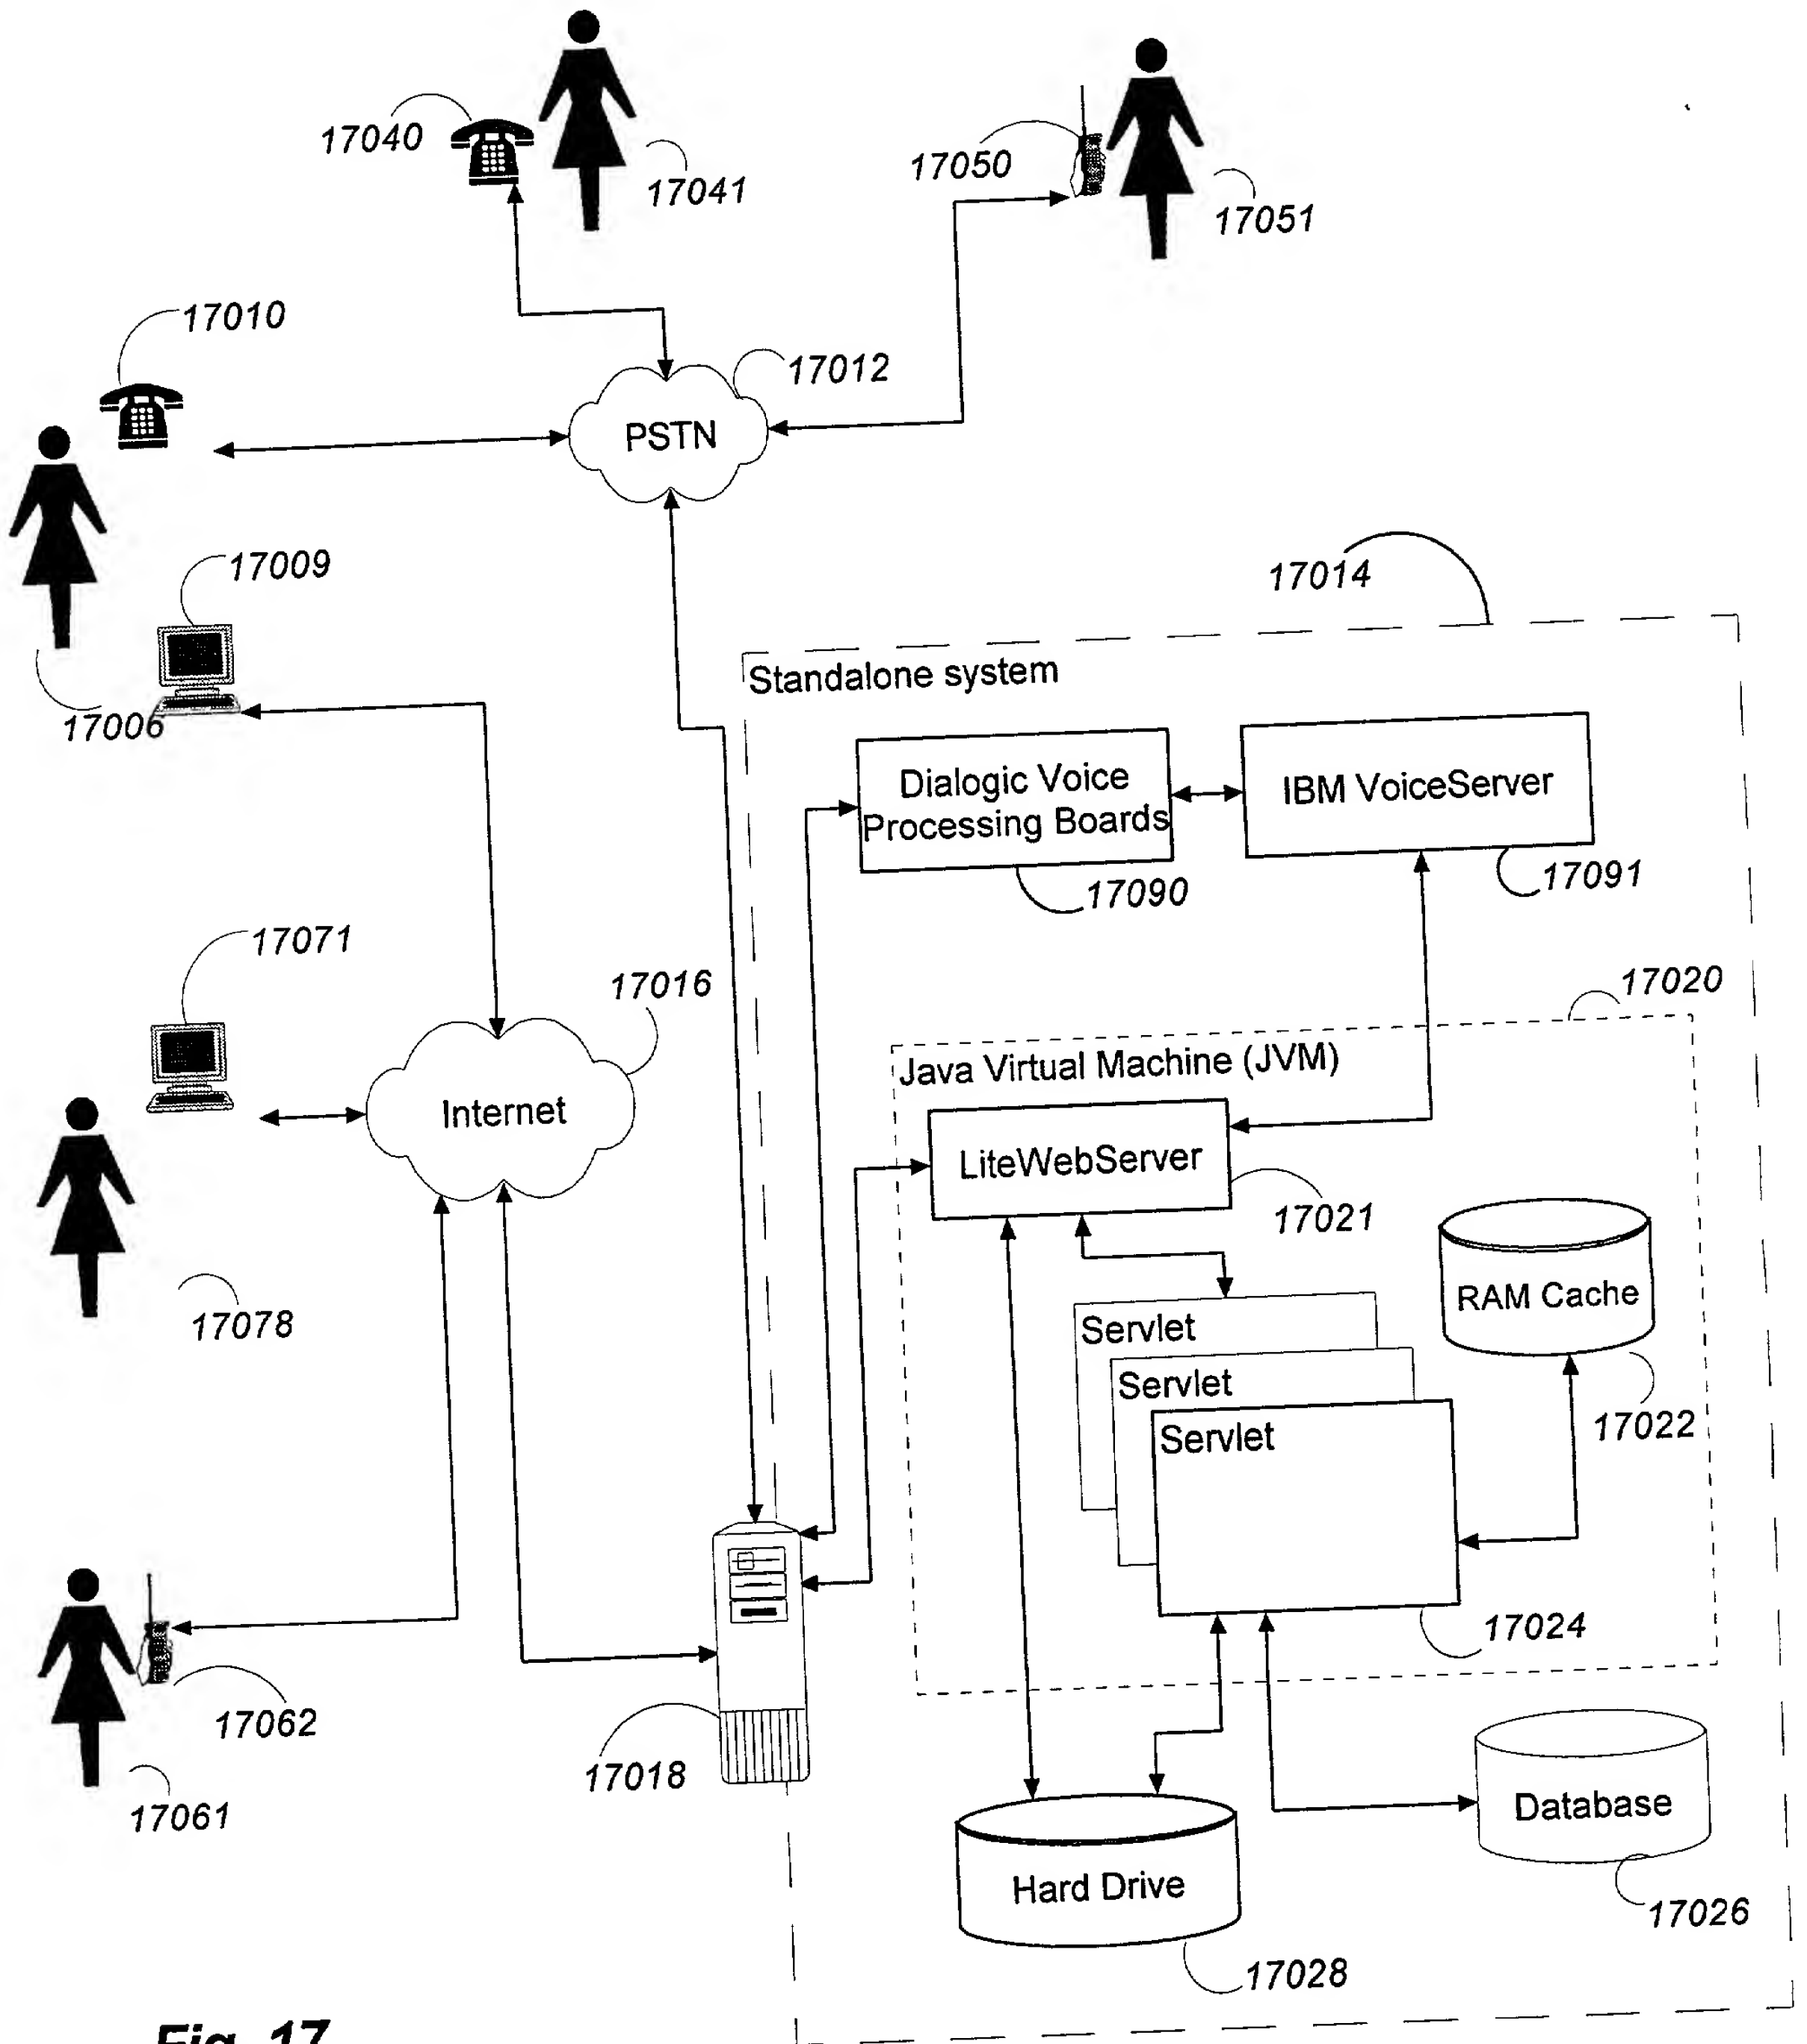 17040
17041
17050
17051
17010
17012
PSTN
17009
17006
17014
Standalone system
Dialogic Voice
Processing Boards
IBM VoiceServer
17090
17091
17071
17016
17020
Java Virtual Machine (JVM)
Internet
LiteWebServer
17021
17078
RAM Cache
Servlet
Servlet
Servlet
17022
17024
17062
17018
17061
Database
Hard Drive
17026
17028
Fig. 17